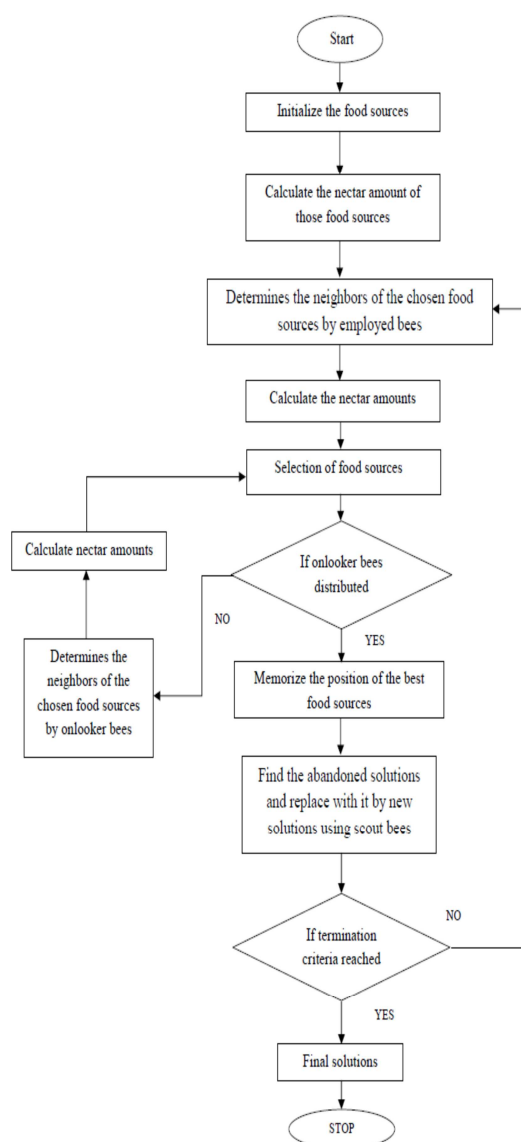 Start
Initialize the food sources
Calculate the nectar amount of
those food sources
Determines the neighbors of the chosen food
sources by employed bees
Calculate the nectar amounts
Selection of food sources
Calculate nectar amounts
If onlooker bees
distributed
NO
YES
Determines the
neighbors of the
chosen food sources
by onlooker bees
Memorize the position of the best
food sources
Find the abandoned solutions
and replace with it by new
solutions using scout bees
If termination
criteria reached
NO
YES
Final solutions
STOP